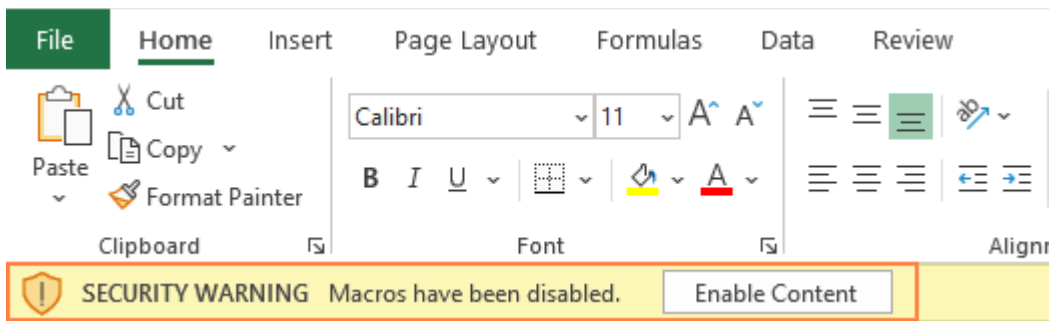 File Home Insert Page Layout Formulas Data Review
Cut
Calibri 11 A A
Copy
Paste
B I U A
Format Painter
Clipboard Font
SECURITY WARNING Macros have been disabled. Enable Content